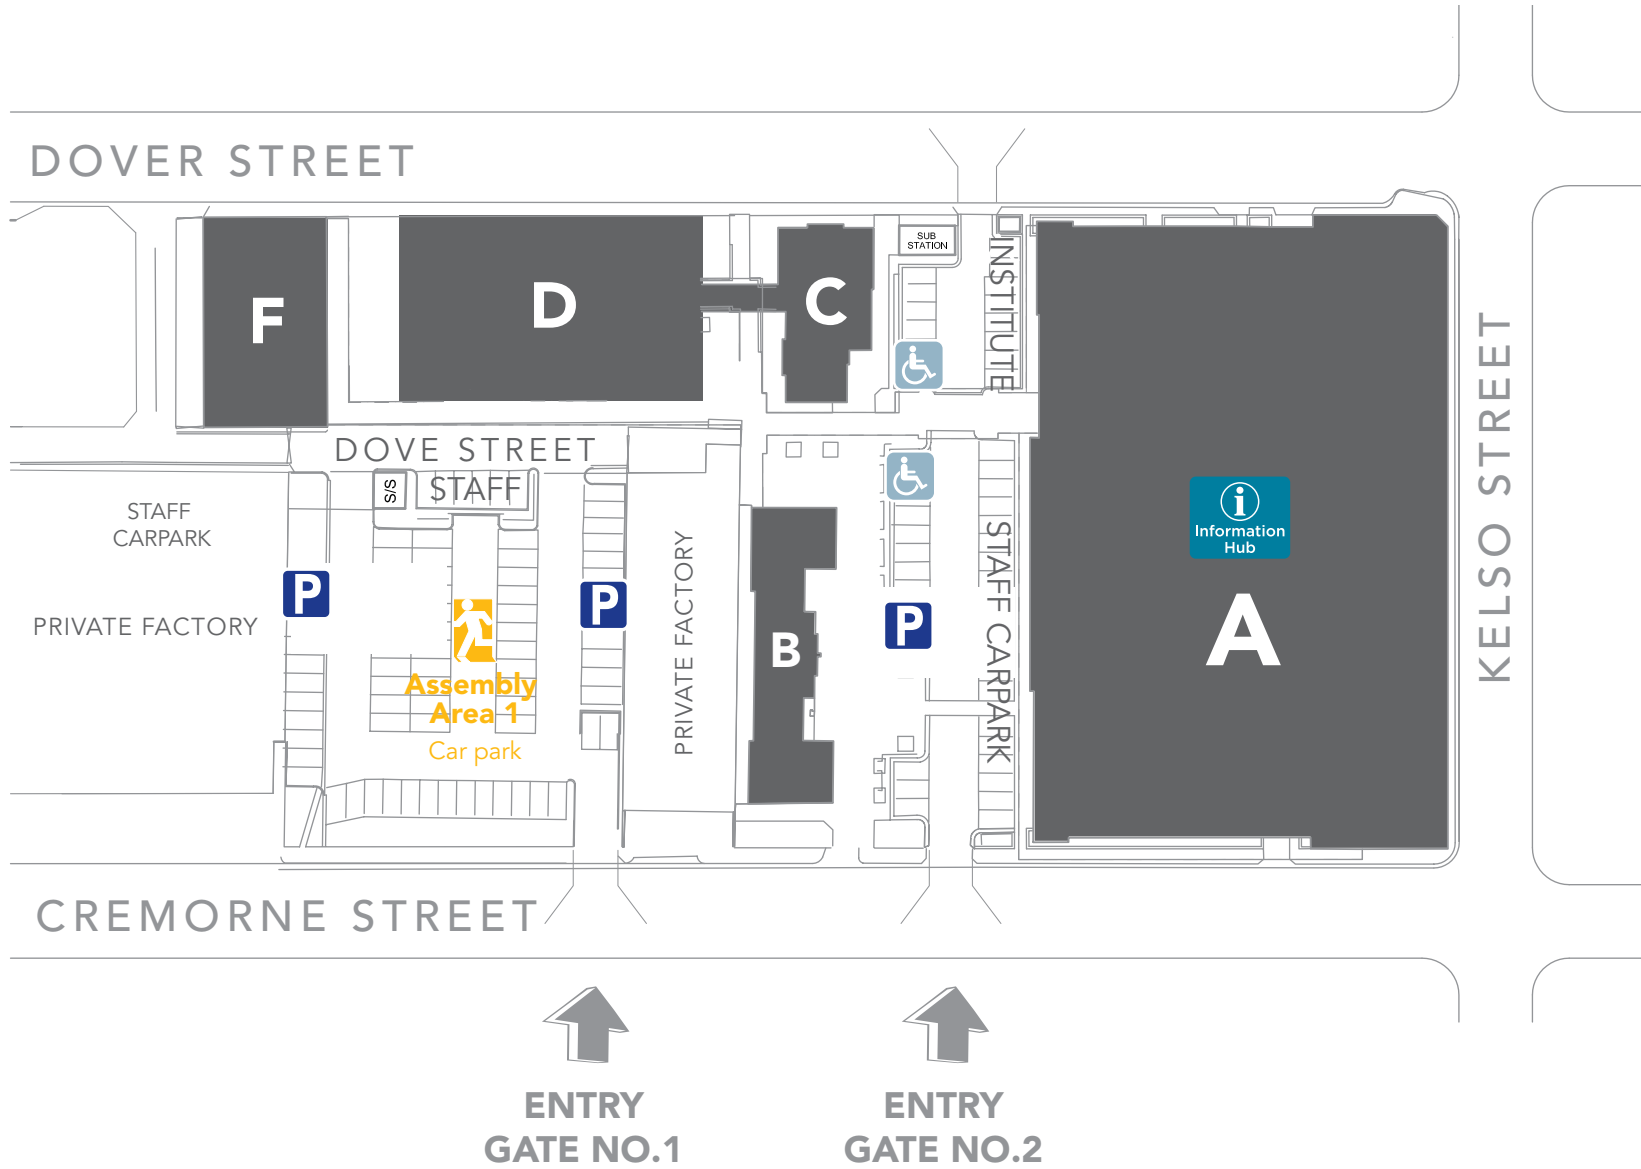 DOVER STREET
SUB
STATION
INSTITUTE
F
D
C
KELSO STREET
DOVE STREET
S/S
STAFF
STAFF
CARPARK
PRIVATE FACTORY
P
P
P
Assembly
Area 1
Car park
PRIVATE FACTORY
B
STAFF CARPARK
i
Information
Hub
A
CREMORNE STREET
ENTRY
GATE NO.1
ENTRY
GATE NO.2